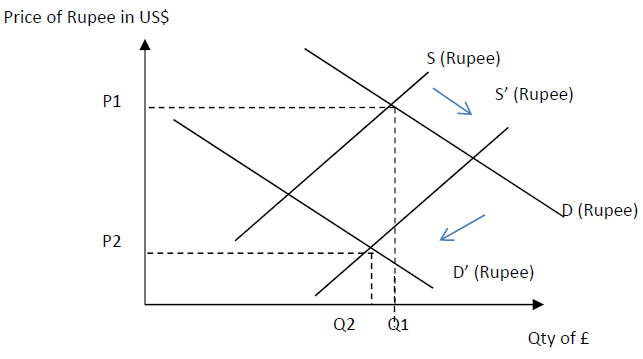 Price of Rupee in US$
S (Rupee)
S’ (Rupee)
P1
D (Rupee)
P2
D’ (Rupee)
Q2
Q1
Qty of £